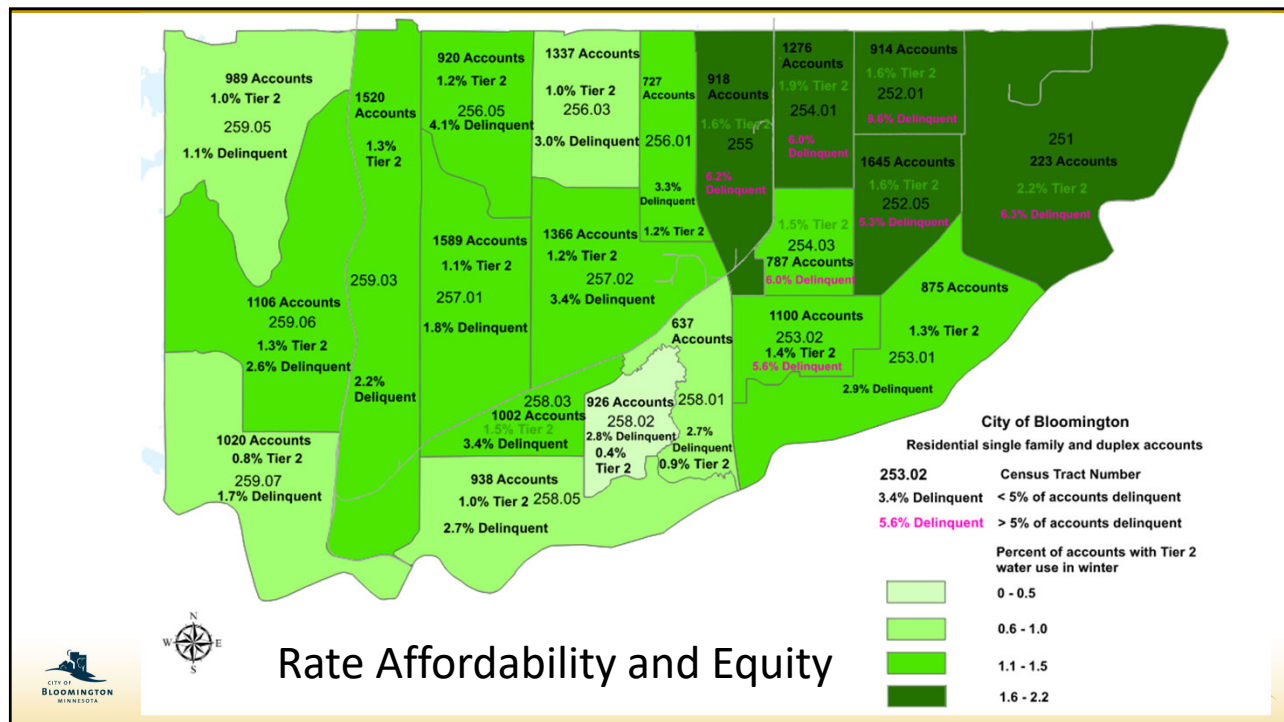 989 Accounts
1.0% Tier 2
259.05
1.1% Delinquent
1520
Accounts
1.3%
Tier 2
259.03
2.2%
Deliquent
920 Accounts
1.2% Tier 2
256.05
4.1% Delinquent
1337 Accounts
1.0% Tier 2
256.03
3.0% Delinquent
727
Accounts
256.01
3.3%
Delinquent
1.2% Tier 2
918
Accounts
1.6% Tier 2
255
6.2%
Delinquent
1276
Accounts
1.9% Tier 2
254.01
6.0%
Delinquent
914 Accounts
1.6% Tier 2
252.01
8.6% Delinquent
251
223 Accounts
2.2% Tier 2
6.3% Delinquent
1645 Accounts
1.6% Tier 2
252.05
5.3% Delinquent
1.5% Tier 2
254.03
787 Accounts
6.0% Delinquent
1106 Accounts
259.06
1.3% Tier 2
2.6% Delinquent
1589 Accounts
1.1% Tier 2
257.01
1.8% Delinquent
1366 Accounts
1.2% Tier 2
257.02
3.4% Delinquent
637
Accounts
258.01
2.7%
Delinquent
0.9% Tier 2
1100 Accounts
253.02
1.4% Tier 2
5.6% Delinquent
875 Accounts
1.3% Tier 2
253.01
2.9% Delinquent
1020 Accounts
0.8% Tier 2
259.07
1.7% Delinquent
258.03
1002 Accounts
1.5% Tier 2
3.4% Delinquent
926 Accounts
258.02
2.8% Delinquent
0.4%
Tier 2
938 Accounts
1.0% Tier 2 258.05
2.7% Delinquent
City of Bloomington
Residential single family and duplex accounts
253.02 Census Tract Number
3.4% Delinquent < 5% of accounts delinquent
5.6% Delinquent > 5% of accounts delinquent
Percent of accounts with Tier 2
water use in winter
0 - 0.5
0.6 - 1.0
1.1 - 1.5
1.6 - 2.2
N
W E
S
Rate Affordability and Equity
CITY OF
BLOOMINGTON
MINNESOTA